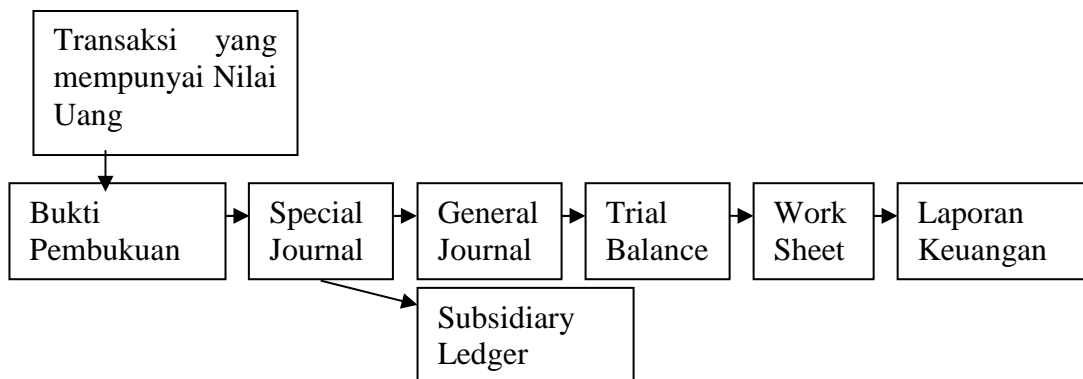 Transaksi yang
mempunyai Nilai
Uang
Bukti
Pembukuan
Special
Journal
General
Journal
Trial
Balance
Work
Sheet
Laporan
Keuangan
Subsidiary
Ledger